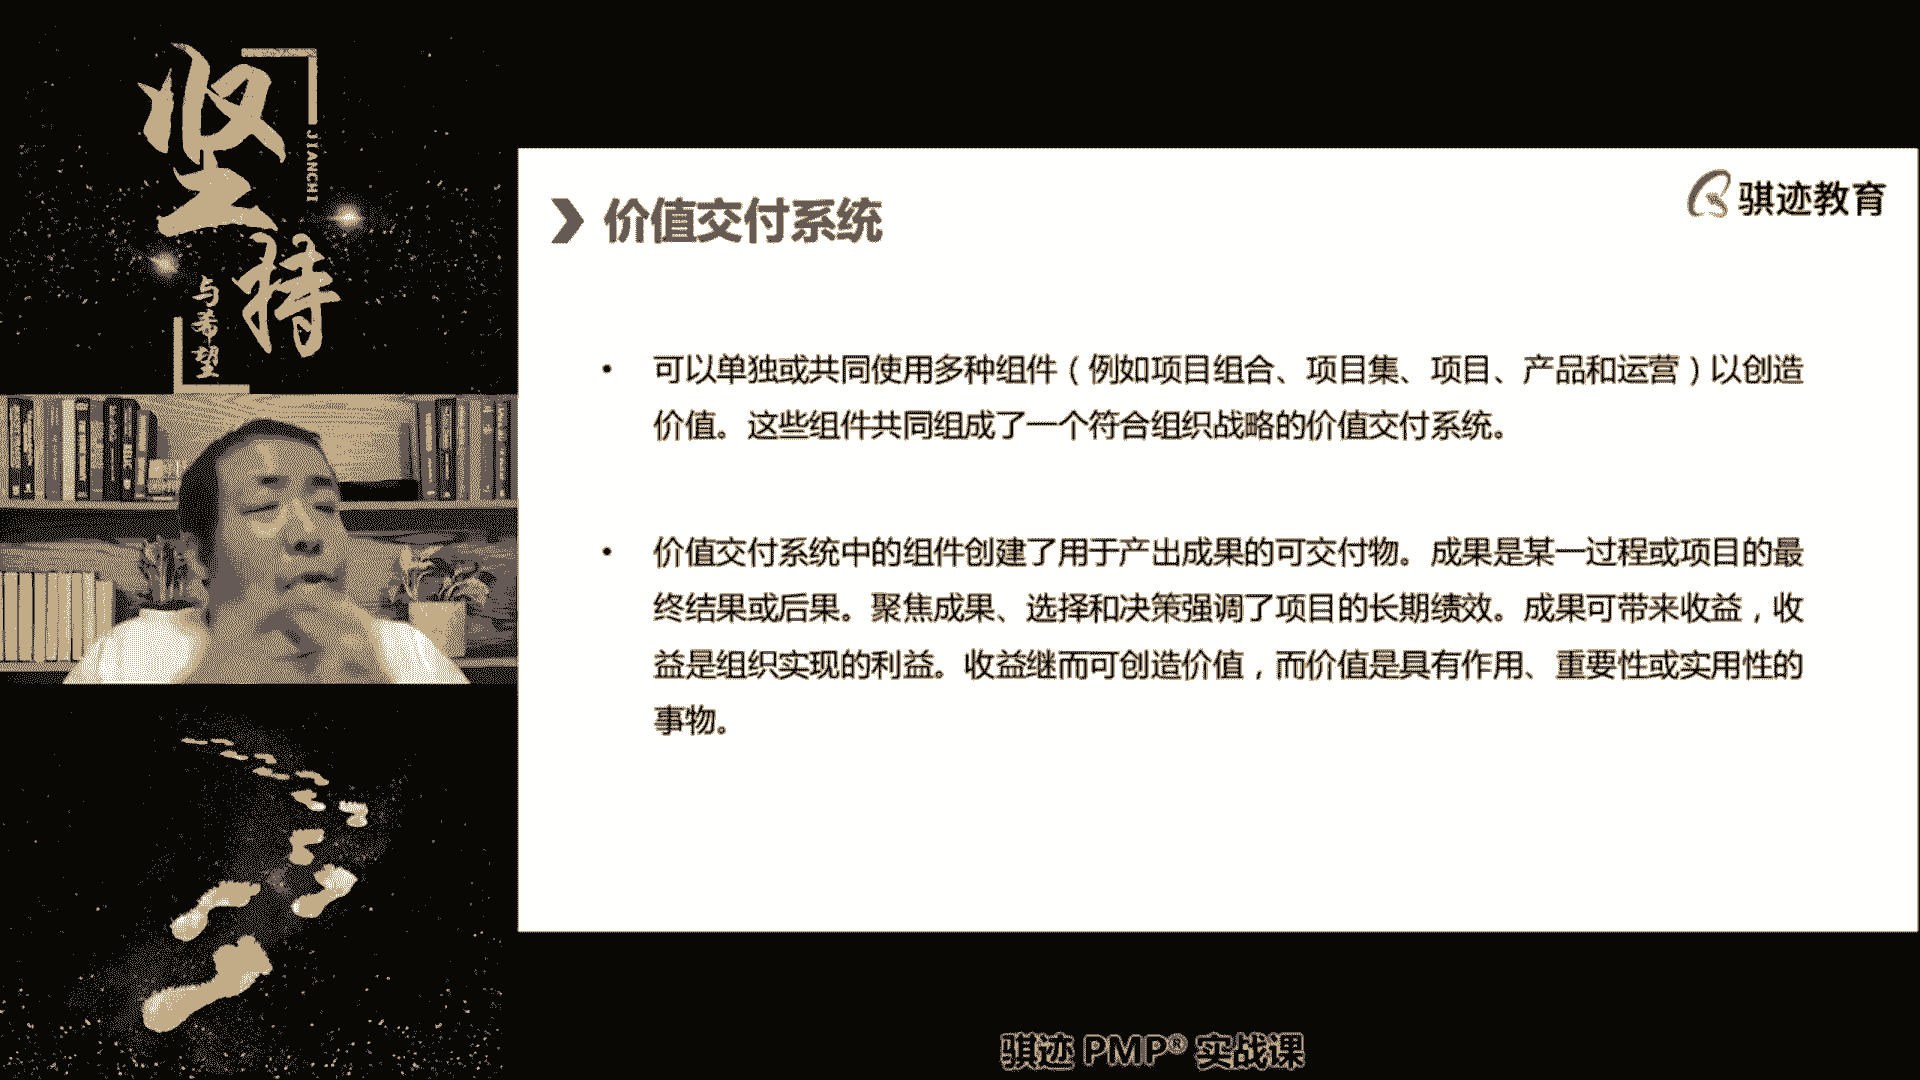 坚持
JIANCHI
与希望
骐迹教育
价值交付系统
• 可以单独或共同使用多种组件（例如项目组合、项目集、项目、产品和运营）以创造
价值。这些组件共同组成了一个符合组织战略的价值交付系统。
• 价值交付系统中的组件创建了用于产出成果的可交付物。成果是某一过程或项目的最
终结果或后果。聚焦成果、选择和决策强调了项目的长期绩效。成果可带来收益，收
益是组织实现的利益。收益继而可创造价值，而价值是具有作用、重要性或实用性的
事物。
骐迹 PMP® 实战课